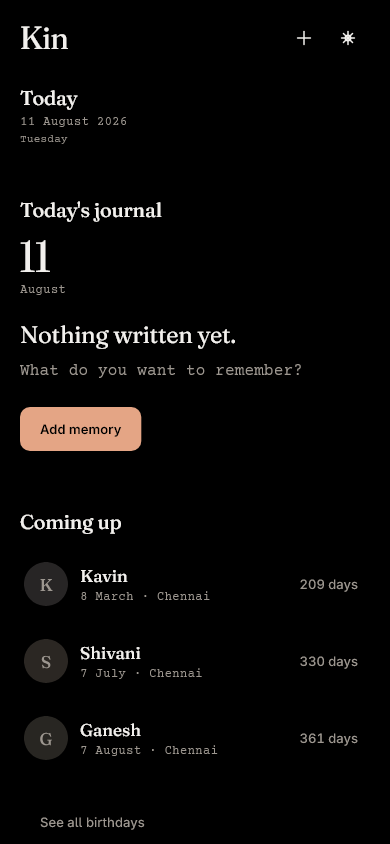 Kin
Today
11 August 2026
Tuesday
Today's journal
11
August
Nothing written yet.
What do you want to remember?
Add memory
Coming up
K
Kavin
8 March · Chennai
209 days
S
Shivani
7 July · Chennai
330 days
G
Ganesh
7 August · Chennai
361 days
See all birthdays